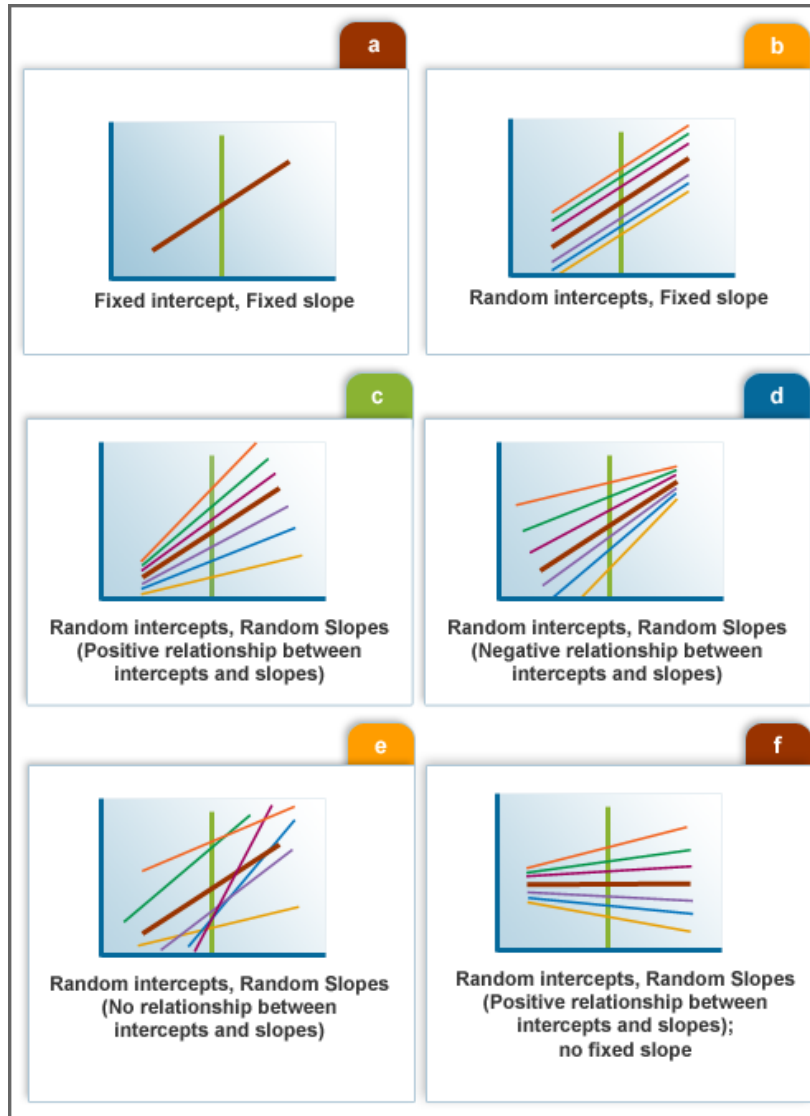 a
b
Fixed intercept, Fixed slope
Random intercepts, Fixed slope
c
d
Random intercepts, Random Slopes
(Positive relationship between
intercepts and slopes)
Random intercepts, Random Slopes
(Negative relationship between
intercepts and slopes)
e
f
Random intercepts, Random Slopes
(No relationship between
intercepts and slopes)
Random intercepts, Random Slopes
(Positive relationship between
intercepts and slopes);
no fixed slope